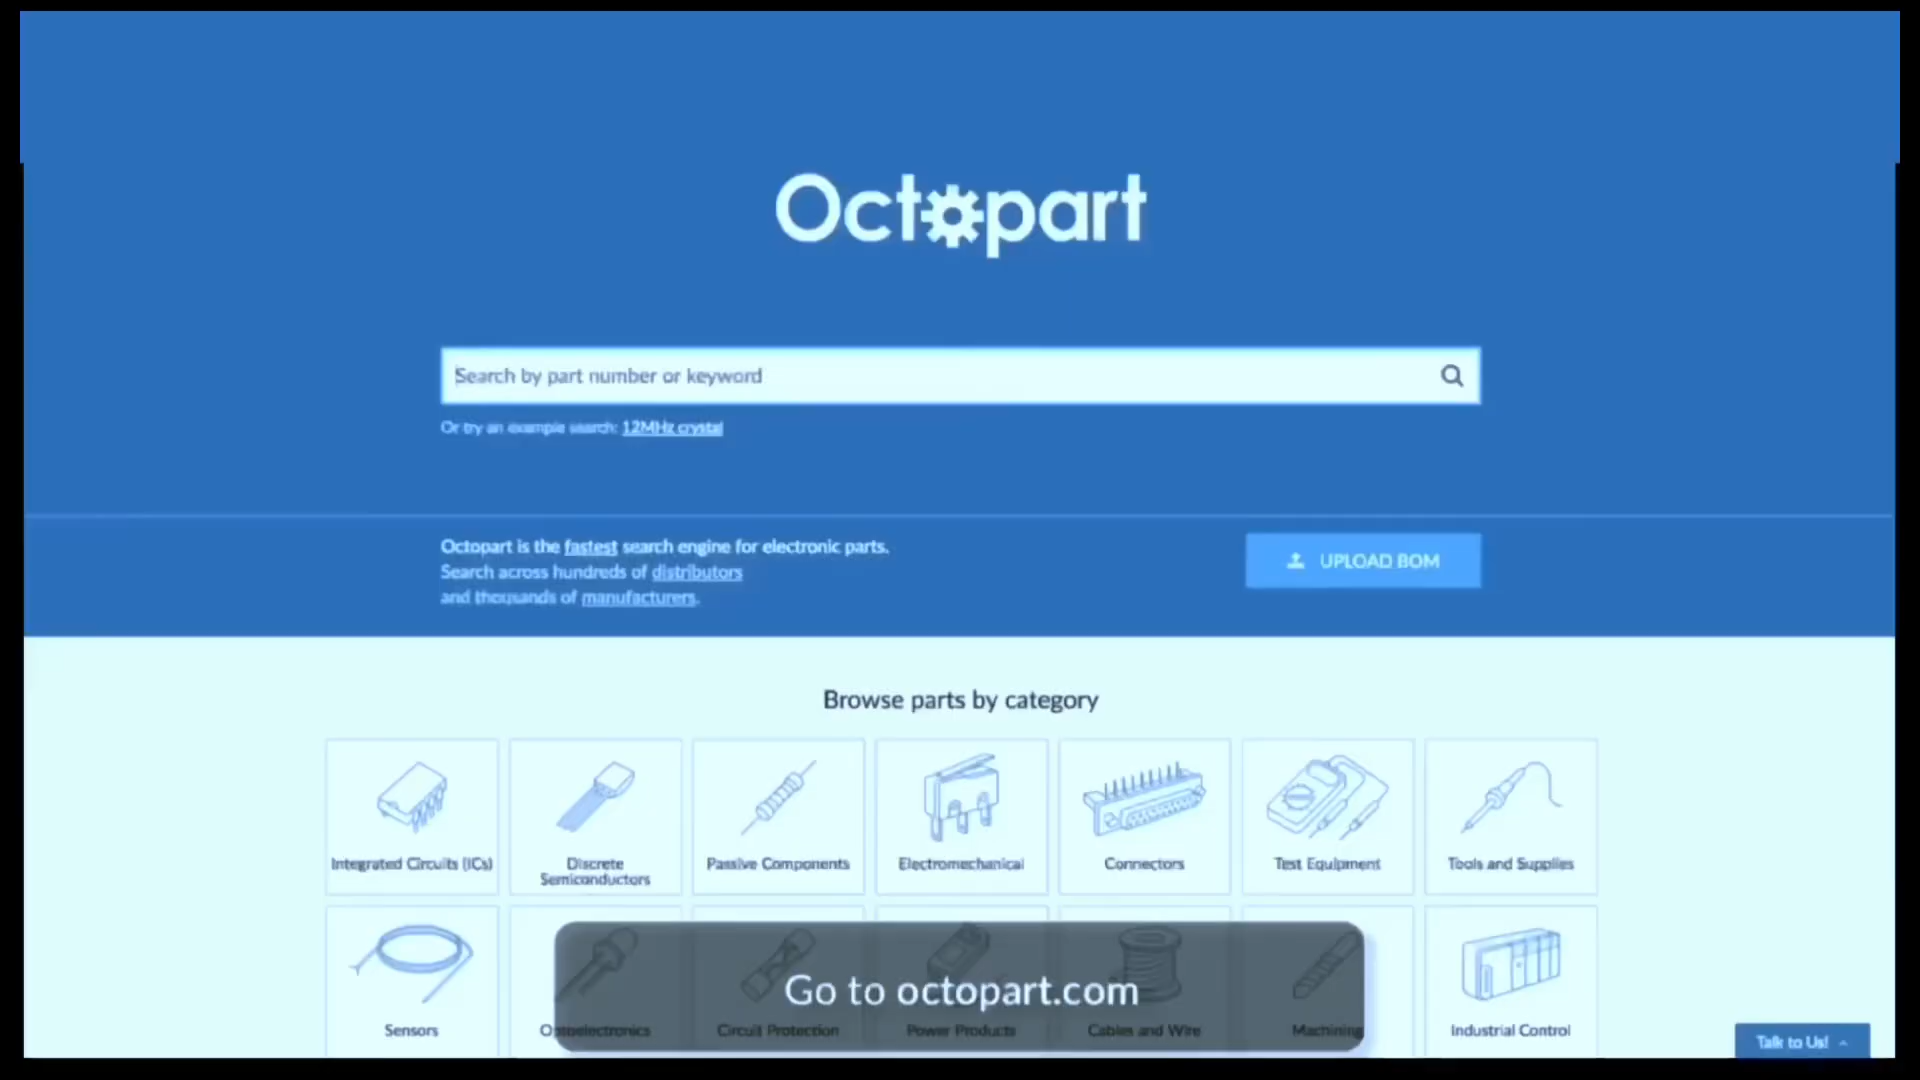 Octopart
Search by part number or keyword
Or try an example search: 12MHz crystal
Octopart is the fastest search engine for electronic parts.
Search across hundreds of distributors
and thousands of manufacturers.
UPLOAD BOM
Browse parts by category
Integrated Circuits (ICs)
Discrete
Semiconductors
Passive Components
Electromechanical
Connectors
Test Equipment
Tools and Supplies
Sensors
Optoelectronics
Circuit Protection
Power Products
Cables and Wire
Machining
Industrial Control
Go to octopart.com
Talk to Us!